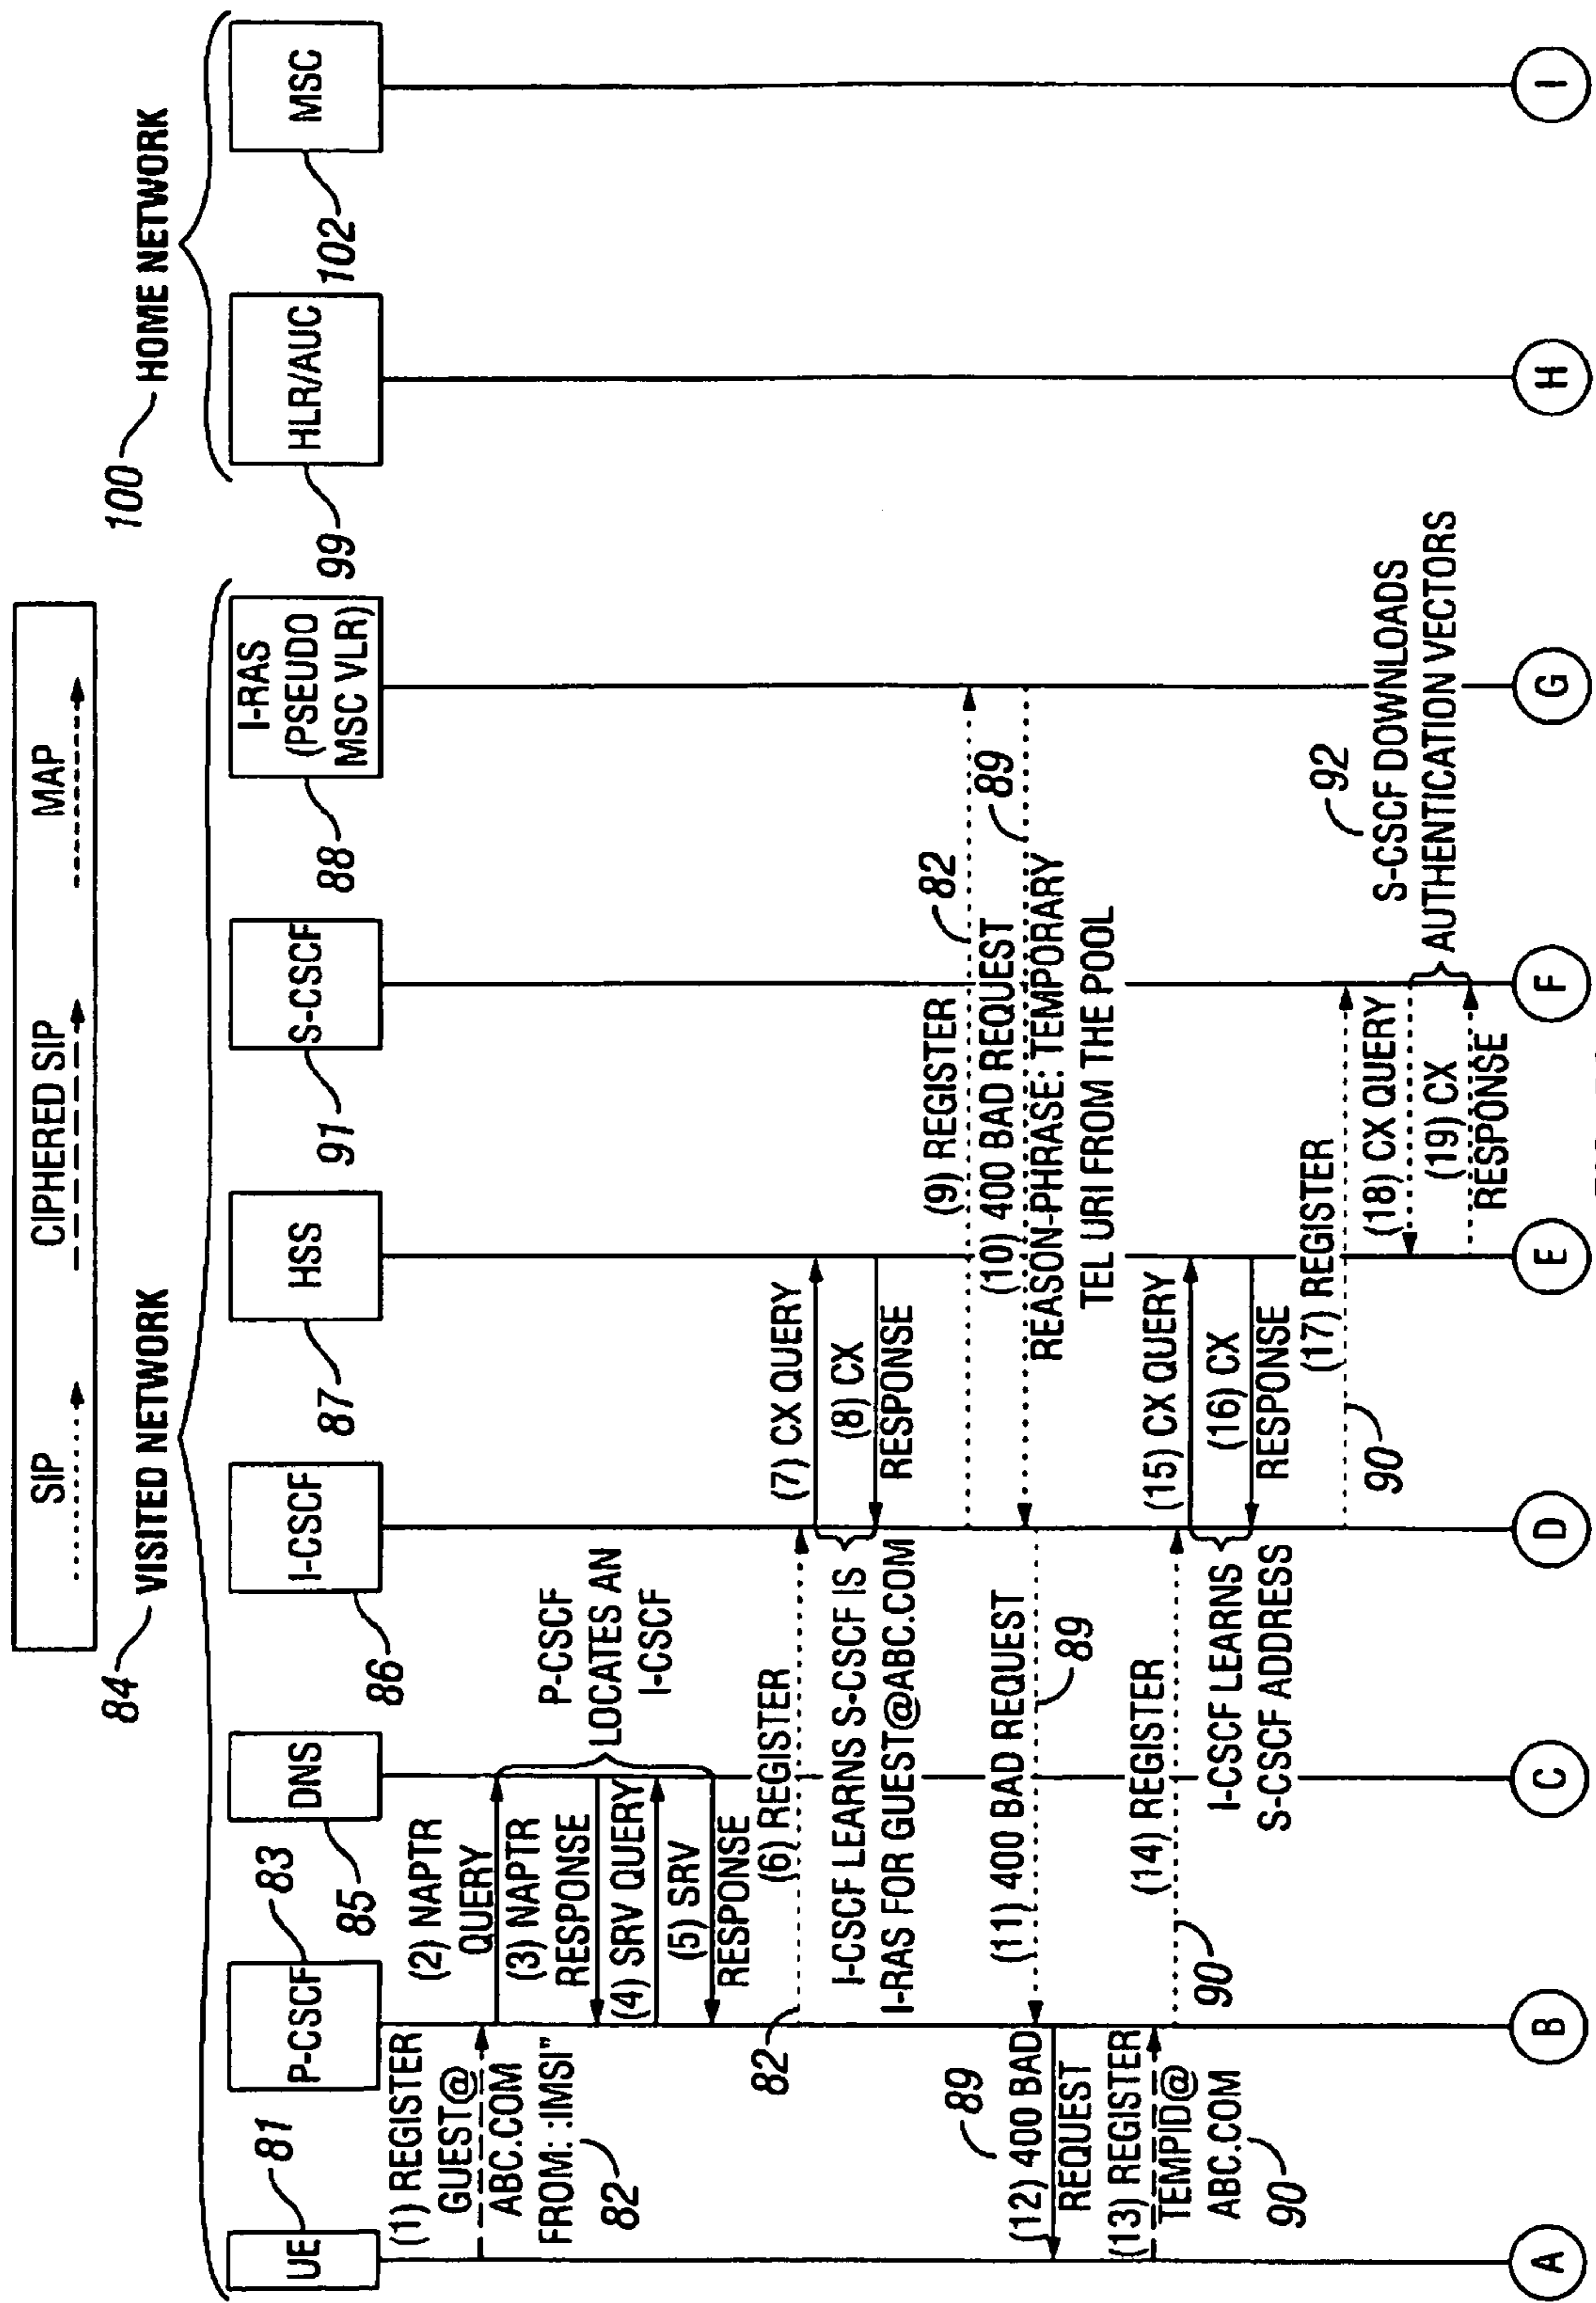 SIP
CIPHERED SIP
MAP
84
VISITED NETWORK
100
HOME NETWORK
UE
81
P-CSCF
83
DNS
85
I-CSCF
86
HSS
87
S-CSCF
91
I-RAS
(PSEUDO
MSC VLR)
88
HLR/AUC
99
MSC
102
(1) REGISTER
GUEST@
ABC.COM
FROM: :IMSI"
82
(2) NAPTR
QUERY
(3) NAPTR
RESPONSE
(4) SRV QUERY
(5) SRV
RESPONSE
P-CSCF
LOCATES AN
I-CSCF
(6) REGISTER
82
(7) CX QUERY
(8) CX
RESPONSE
I-CSCF LEARNS S-CSCF IS
I-RAS FOR GUEST@ABC.COM
(9) REGISTER
82
(10) 400 BAD REQUEST
89
REASON-PHRASE: TEMPORARY
TEL URI FROM THE POOL
(11) 400 BAD REQUEST
89
(12) 400 BAD
REQUEST
89
(13) REGISTER
TEMPID@
ABC.COM
90
(14) REGISTER
90
(15) CX QUERY
(16) CX
RESPONSE
I-CSCF LEARNS
S-CSCF ADDRESS
(17) REGISTER
90
(18) CX QUERY
(19) CX
RESPONSE
92
S-CSCF DOWNLOADS
AUTHENTICATION VECTORS
A
B
C
D
E
F
G
H
I